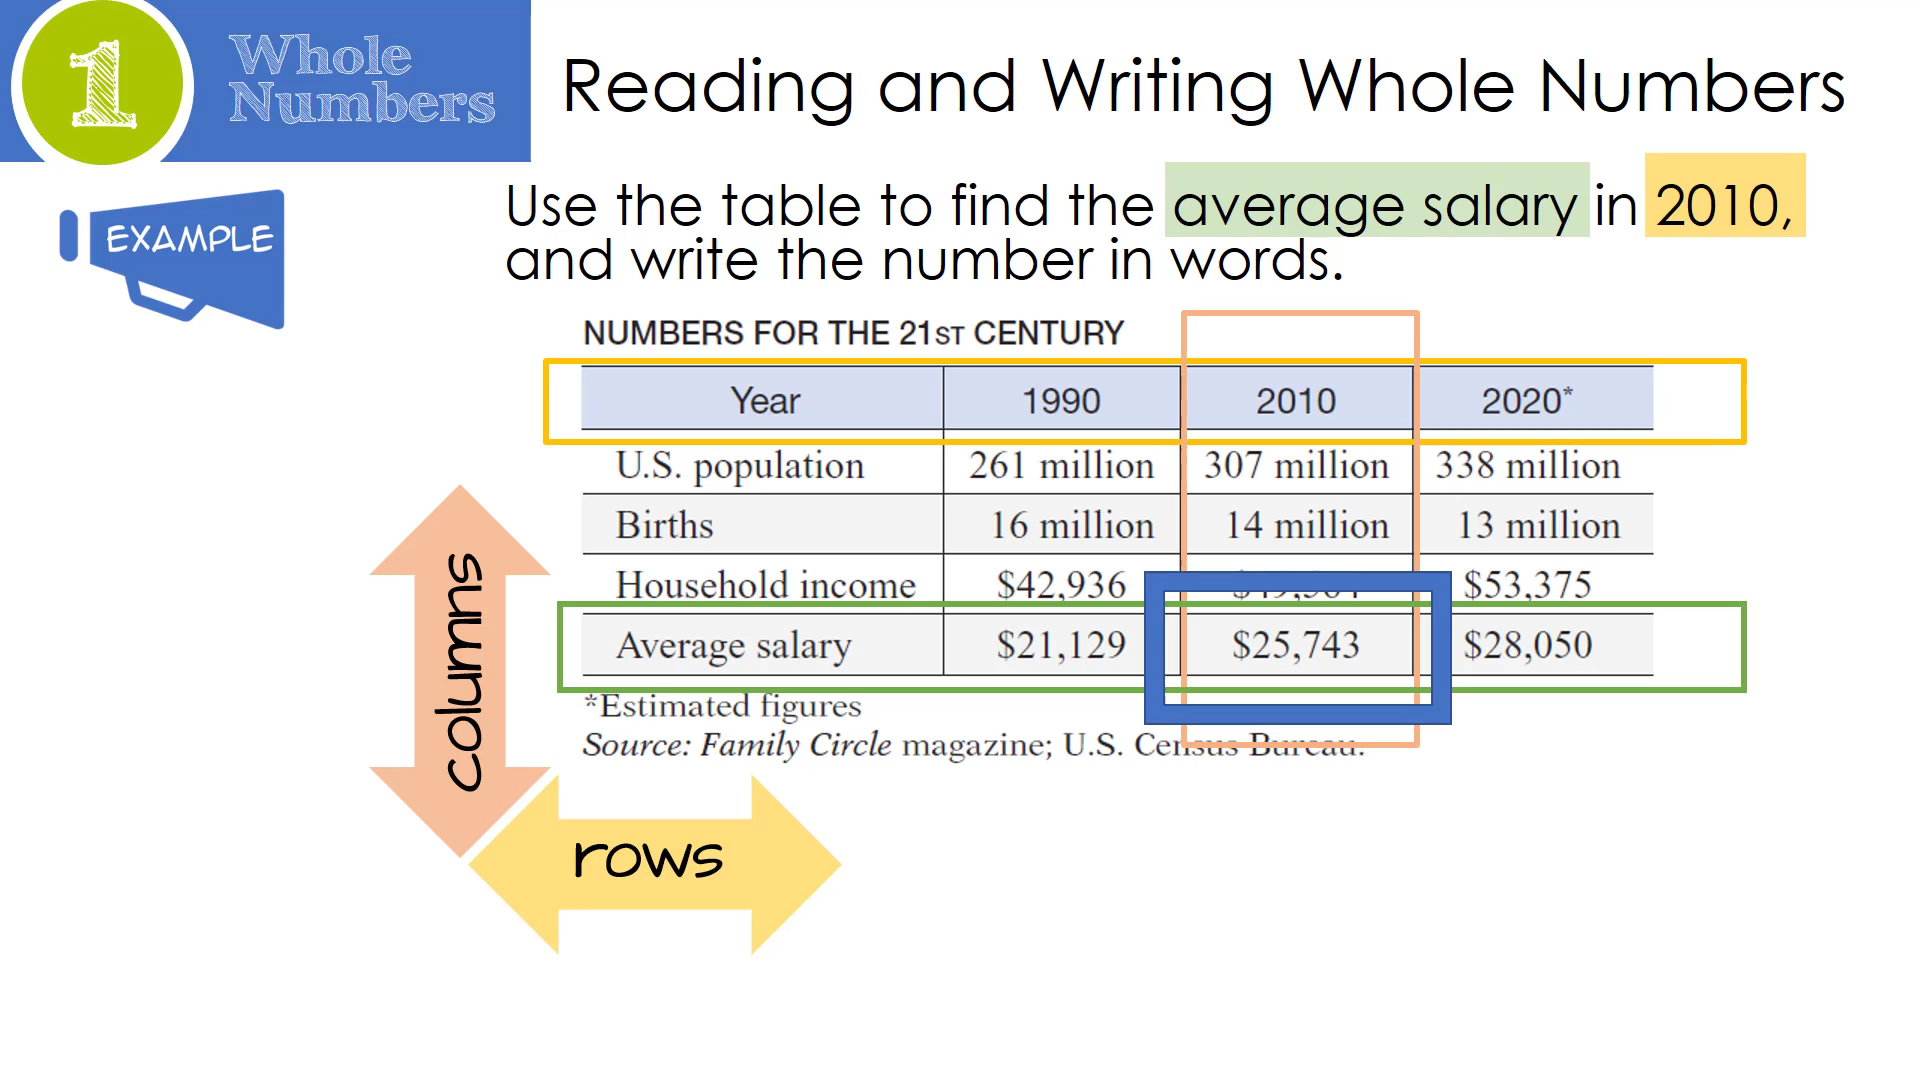 1
Whole
Numbers
Reading and Writing Whole Numbers
EXAMPLE
Use the table to find the average salary in 2010,
and write the number in words.
NUMBERS FOR THE 21ST CENTURY
Year 1990 2010 2020*
U.S. population 261 million 307 million 338 million
Births 16 million 14 million 13 million
Household income $42,936 $53,375
Average salary $21,129 $25,743 $28,050
*Estimated figures
Source: Family Circle magazine; U.S. Census Bureau.
columns
rows